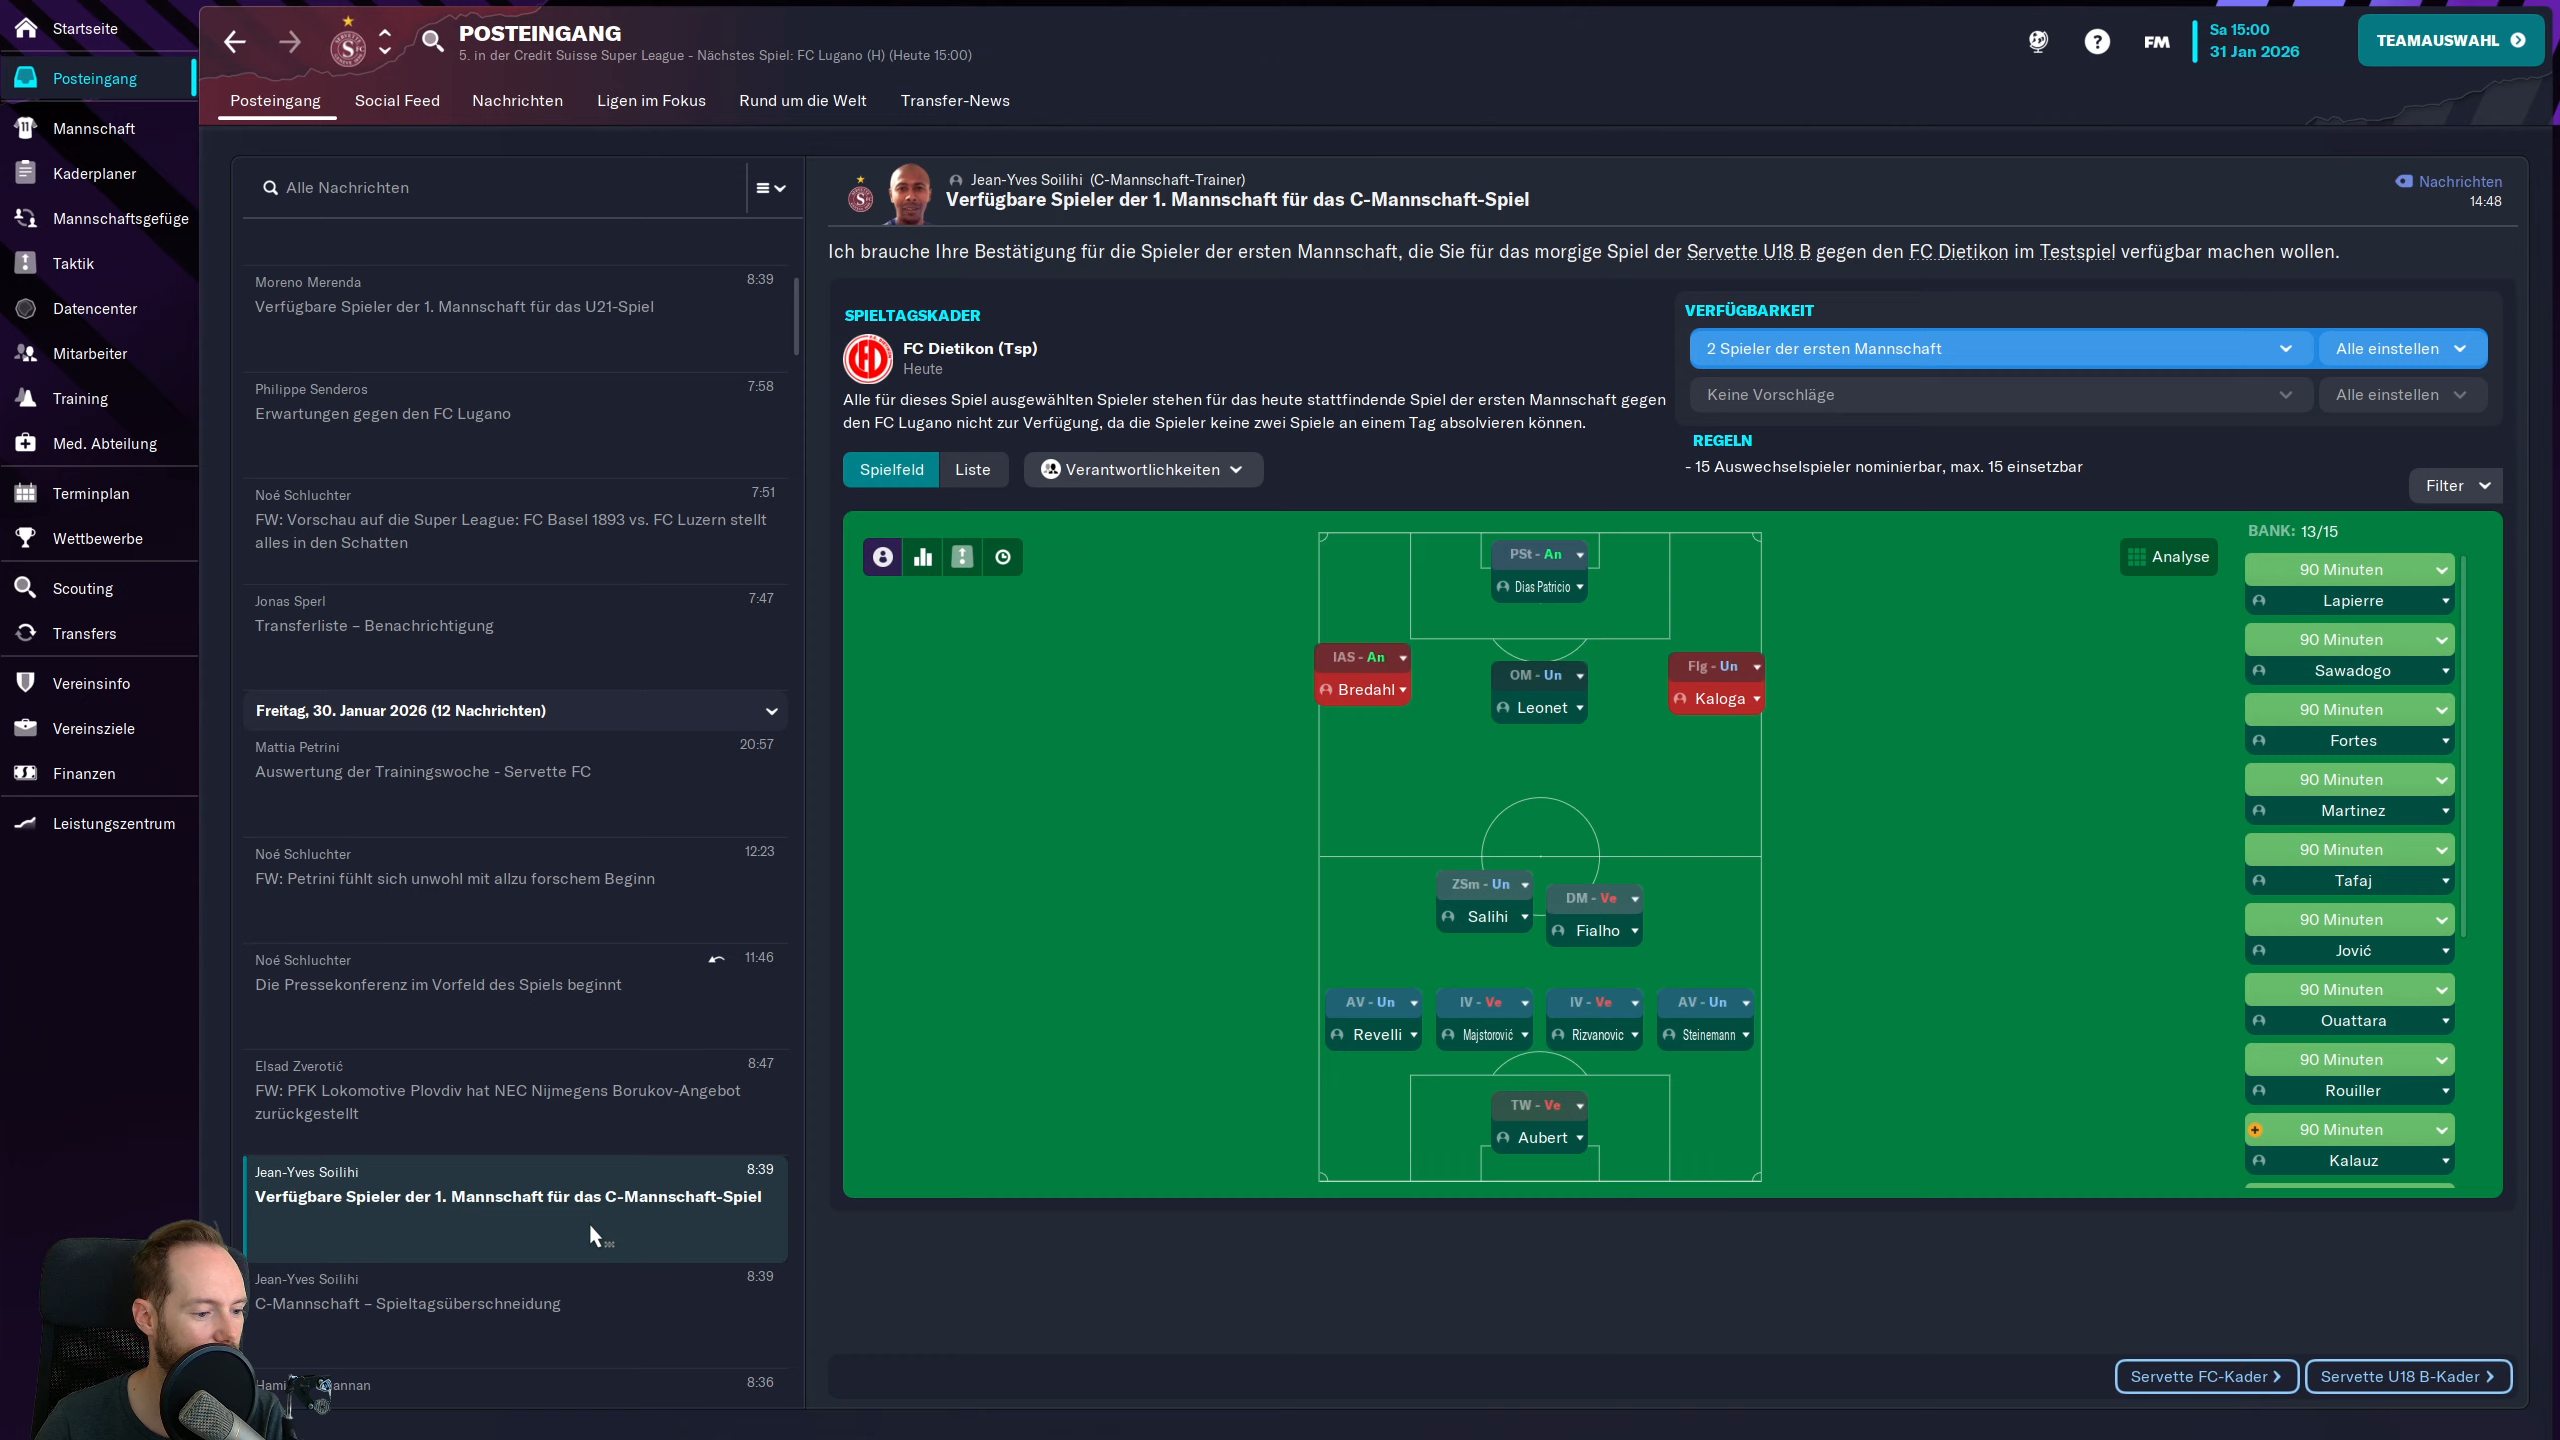 Startseite
Posteingang
Mannschaft
Kaderplaner
Mannschaftsgefüge
Taktik
Datencenter
Mitarbeiter
Training
Med. Abteilung
Terminplan
Wettbewerbe
Scouting
Transfers
Vereinsinfo
Vereinsziele
Finanzen
Leistungszentrum
POSTEINGANG
5. in der Credit Suisse Super League - Nächstes Spiel: FC Lugano (H) (Heute 15:00)
FM
Sa 15:00
31 Jan 2026
TEAMAUSWAHL
Posteingang
Social Feed
Nachrichten
Ligen im Fokus
Rund um die Welt
Transfer-News
Alle Nachrichten
Moreno Merenda 8:39
Verfügbare Spieler der 1. Mannschaft für das U21-Spiel
Philippe Senderos 7:58
Erwartungen gegen den FC Lugano
Noé Schluchter 7:51
FW: Vorschau auf die Super League: FC Basel 1893 vs. FC Luzern stellt
alles in den Schatten
Jonas Sperl 7:47
Transferliste – Benachrichtigung
Freitag, 30. Januar 2026 (12 Nachrichten)
Mattia Petrini 20:57
Auswertung der Trainingswoche - Servette FC
Noé Schluchter 12:23
FW: Petrini fühlt sich unwohl mit allzu forschem Beginn
Noé Schluchter 11:46
Die Pressekonferenz im Vorfeld des Spiels beginnt
Elsad Zverotić 8:47
FW: PFK Lokomotive Plovdiv hat NEC Nijmegens Borukov-Angebot
zurückgestellt
Jean-Yves Soilihi 8:39
Verfügbare Spieler der 1. Mannschaft für das C-Mannschaft-Spiel
Jean-Yves Soilihi 8:39
C-Mannschaft – Spieltagsüberschneidung
8:36
Jean-Yves Soilihi (C-Mannschaft-Trainer)
Verfügbare Spieler der 1. Mannschaft für das C-Mannschaft-Spiel
Nachrichten
14:48
Ich brauche Ihre Bestätigung für die Spieler der ersten Mannschaft, die Sie für das morgige Spiel der Servette U18 B gegen den FC Dietikon im Testspiel verfügbar machen wollen.
SPIELTAGSKADER
FC Dietikon (Tsp)
Heute
Alle für dieses Spiel ausgewählten Spieler stehen für das heute stattfindende Spiel der ersten Mannschaft gegen
den FC Lugano nicht zur Verfügung, da die Spieler keine zwei Spiele an einem Tag absolvieren können.
VERFÜGBARKEIT
2 Spieler der ersten Mannschaft
Alle einstellen
Keine Vorschläge
Alle einstellen
REGELN
- 15 Auswechselspieler nominierbar, max. 15 einsetzbar
Spielfeld
Liste
Verantwortlichkeiten
Filter
Analyse
PSt - An
Dias Patricio
IAS - An
Bredahl
OM - Un
Leonet
Flg - Un
Kaloga
ZSm - Un
Salihi
DM - Ve
Fialho
AV - Un
Revelli
IV - Ve
Majstorović
IV - Ve
Rizvanovic
AV - Un
Steinemann
TW - Ve
Aubert
BANK: 13/15
90 Minuten
Lapierre
90 Minuten
Sawadogo
90 Minuten
Fortes
90 Minuten
Martinez
90 Minuten
Tafaj
90 Minuten
Jović
90 Minuten
Ouattara
90 Minuten
Rouiller
90 Minuten
Kalauz
Servette FC-Kader
Servette U18 B-Kader